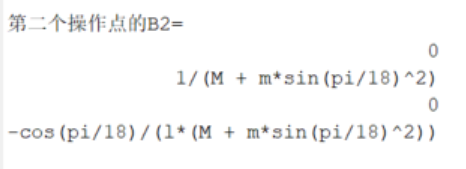 第二个操作点的B2=
0
1/(M + m*sin(pi/18)^2)
0
-cos(pi/18)/(l*(M + m*sin(pi/18)^2))